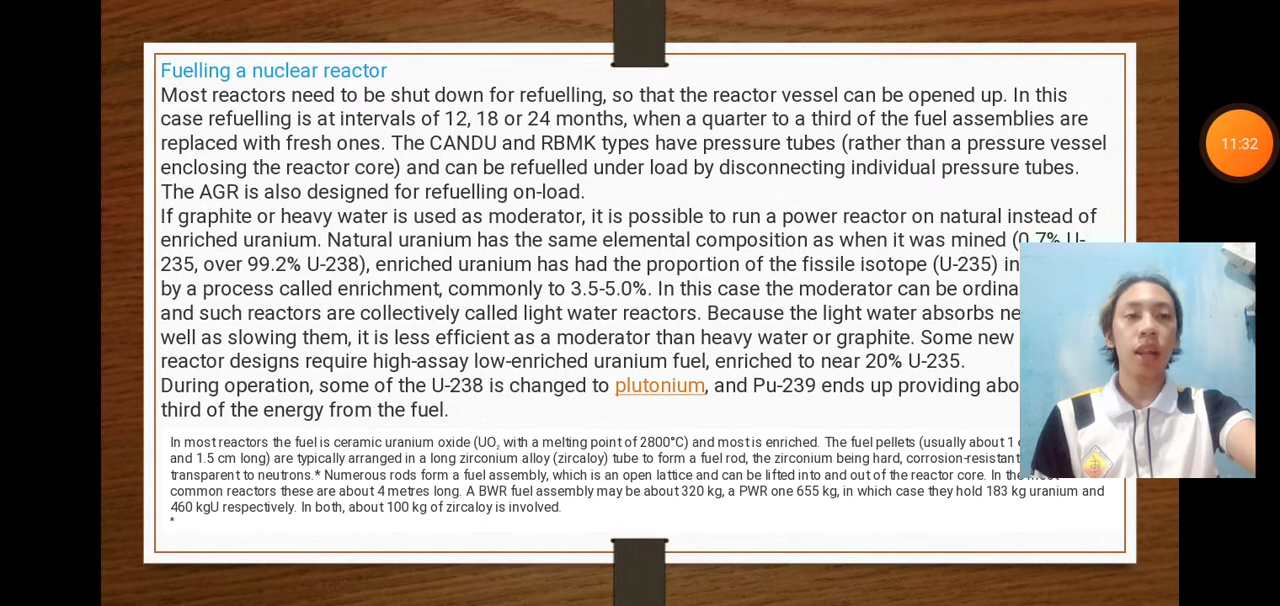 Fuelling a nuclear reactor
Most reactors need to be shut down for refuelling, so that the reactor vessel can be opened up. In this
case refuelling is at intervals of 12, 18 or 24 months, when a quarter to a third of the fuel assemblies are
replaced with fresh ones. The CANDU and RBMK types have pressure tubes (rather than a pressure vessel
enclosing the reactor core) and can be refuelled under load by disconnecting individual pressure tubes.
The AGR is also designed for refuelling on-load.
11:32
If graphite or heavy water is used as moderator, it is possible to run a power reactor on natural instead of
enriched uranium. Natural uranium has the same elemental composition as when it was mined (0.7% U-
235, over 99.2% U-238), enriched uranium has had the proportion of the fissile isotope (U-235)
by a process called enrichment, commonly to 3.5-5.0%. In this case the moderator can be
and such reactors are collectively called light water reactors. Because the light water absorbs
well as slowing them, it is less efficient as a moderator than heavy water or graphite. Some new
reactor designs require high-assay low-enriched uranium fuel, enriched to near 20% U-235.
During operation, some of the U-238 is changed to plutonium, and Pu-239 ends up providing
third of the energy from the fuel.
In most reactors the fuel is ceramic uranium oxide (UO2 with a melting point of 2800°C) and most is enriched. The fuel pellets (usually about 1
and 1.5 cm long) are typically arranged in a long zirconium alloy (zircaloy) tube to form a fuel rod, the zirconium being hard, corrosion-resistant
transparent to neutrons.* Numerous rods form a fuel assembly, which is an open lattice and can be lifted into and out of the reactor core. In the most
common reactors these are about 4 metres long. A BWR fuel assembly may be about 320 kg, a PWR one 655 kg, in which case they hold 183 kg uranium and
460 kgU respectively. In both, about 100 kg of zircaloy is involved.
*